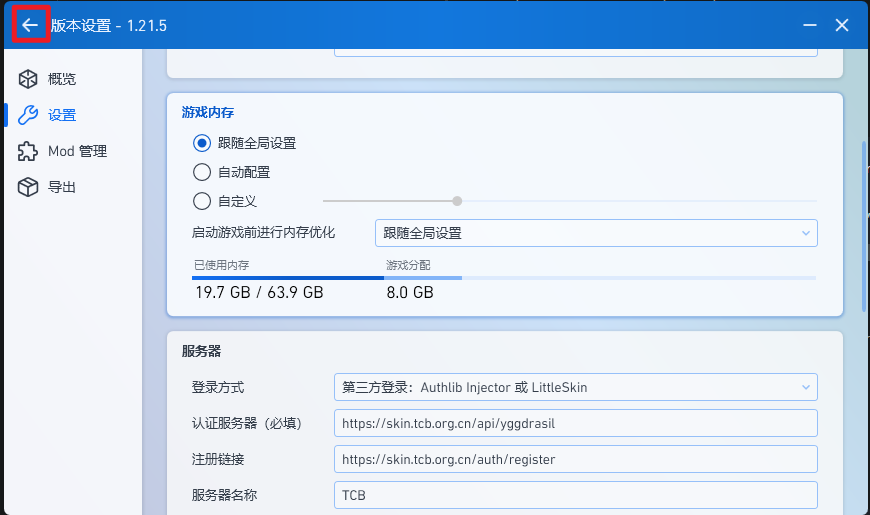 版本设置 - 1.21.5
概览
设置
Mod 管理
导出
游戏内存
跟随全局设置
自动配置
自定义
启动游戏前进行内存优化 跟随全局设置
已使用内存 游戏分配
19.7 GB / 63.9 GB 8.0 GB
服务器
登录方式 第三方登录：Authlib Injector 或 LittleSkin
认证服务器（必填） https://skin.tcb.org.cn/api/yggdrasil
注册链接 https://skin.tcb.org.cn/auth/register
服务器名称 TCB